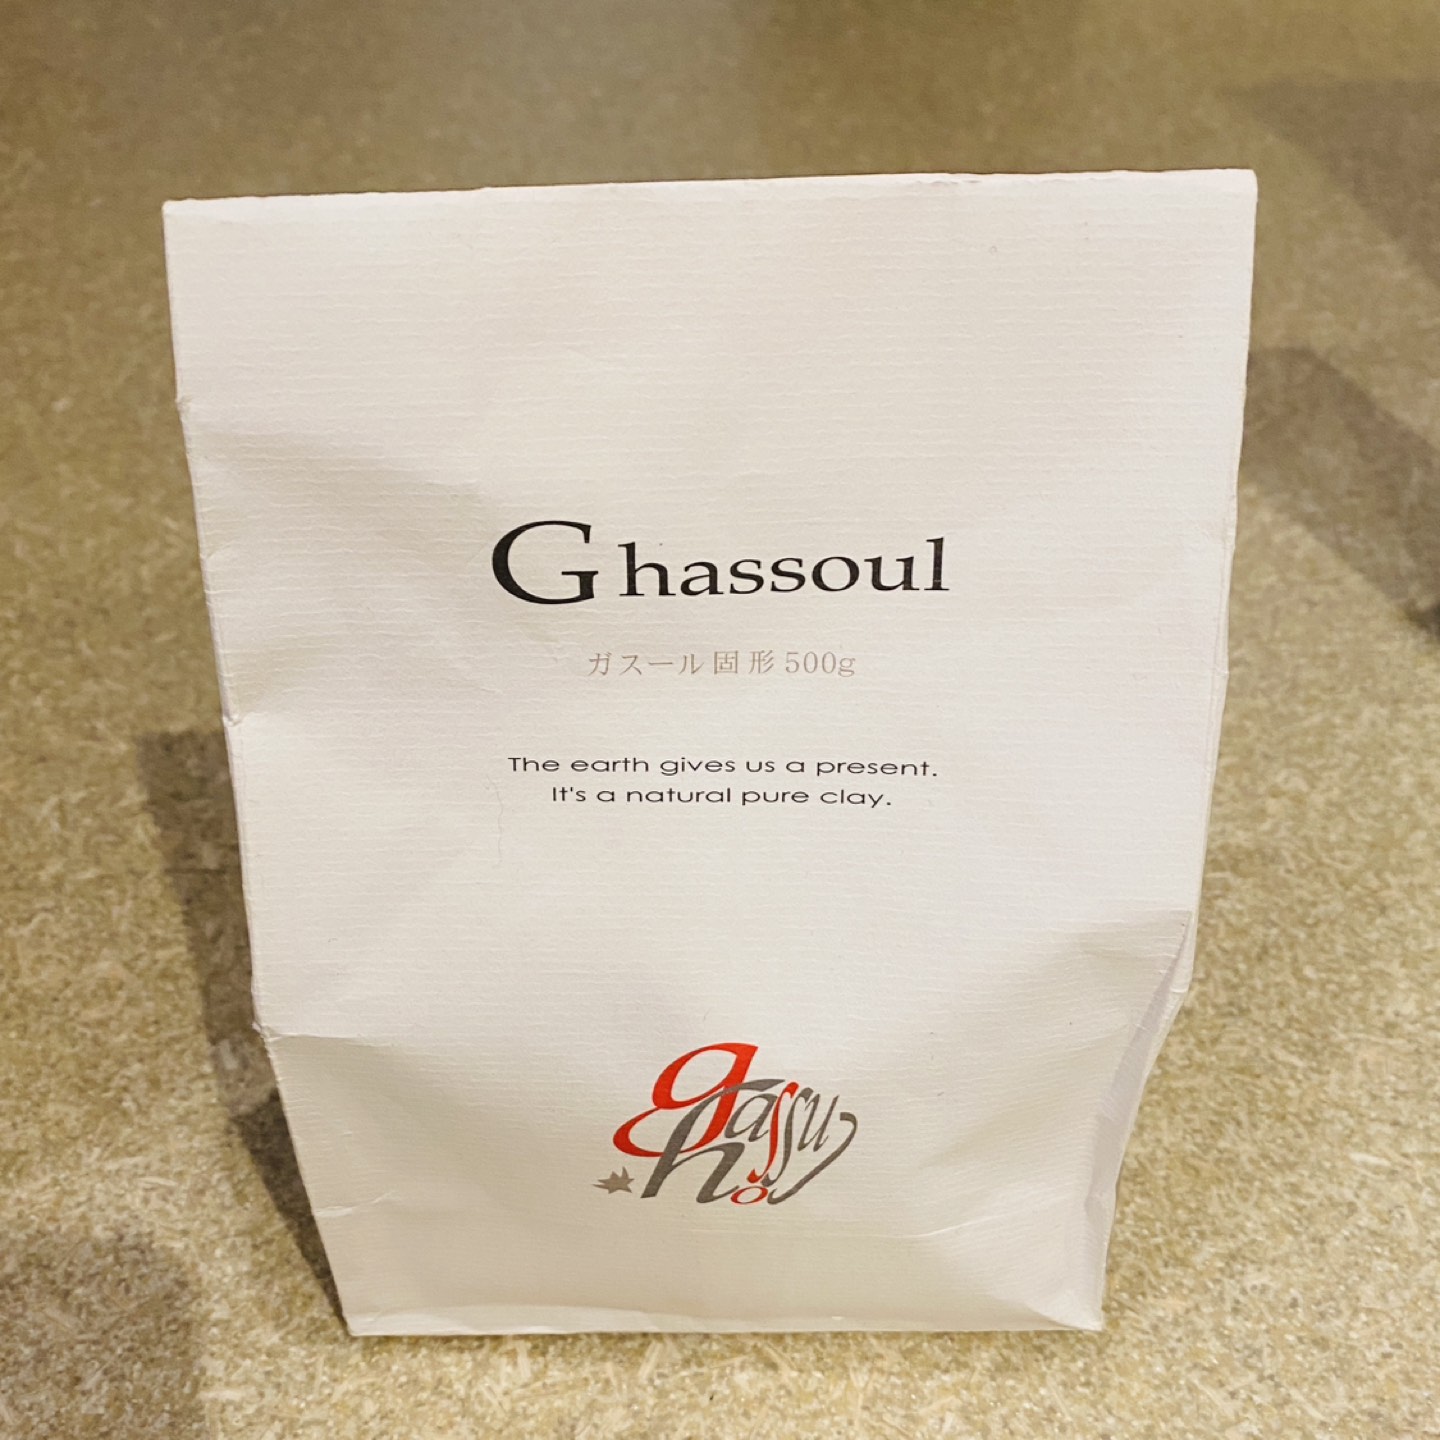 Ghassoul
ガスール固形500g
The earth gives us a present.
It's a natural pure clay.
ghassoul